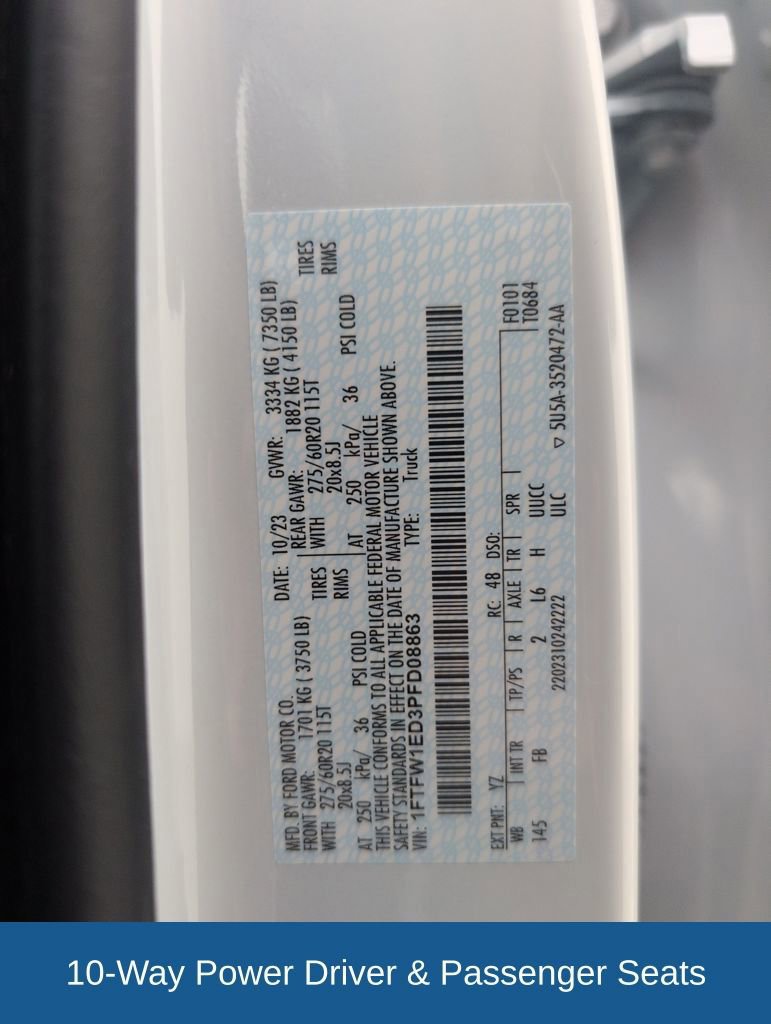 MFD. BY FORD MOTOR CO. DATE: 10/23 GVWR: 3334 KG ( 7350 LB)
FRONT GAWR: 1701 KG ( 3750 LB) REAR GAWR: 1882 KG ( 4150 LB)
WITH 275/60R20 115T TIRES WITH 275/60R20 115T TIRES
20x8.5J RIMS 20x8.5J RIMS
AT 250 kPa/ 36 PSI COLD AT 250 kPa/ 36 PSI COLD
THIS VEHICLE CONFORMS TO ALL APPLICABLE FEDERAL MOTOR VEHICLE
SAFETY STANDARDS IN EFFECT ON THE DATE OF MANUFACTURE SHOWN ABOVE.
VIN: 1FTFW1ED3PFD08863 TYPE: Truck
EXT PNT: YZ RC: 48 DSO: F0101
WB INT TR TP/PS R AXLE TR SPR T0684
145 FB 2 L6 H UUCC
2202310242222 ULC ▽ 5U5A-3520472-AA
10-Way Power Driver & Passenger Seats